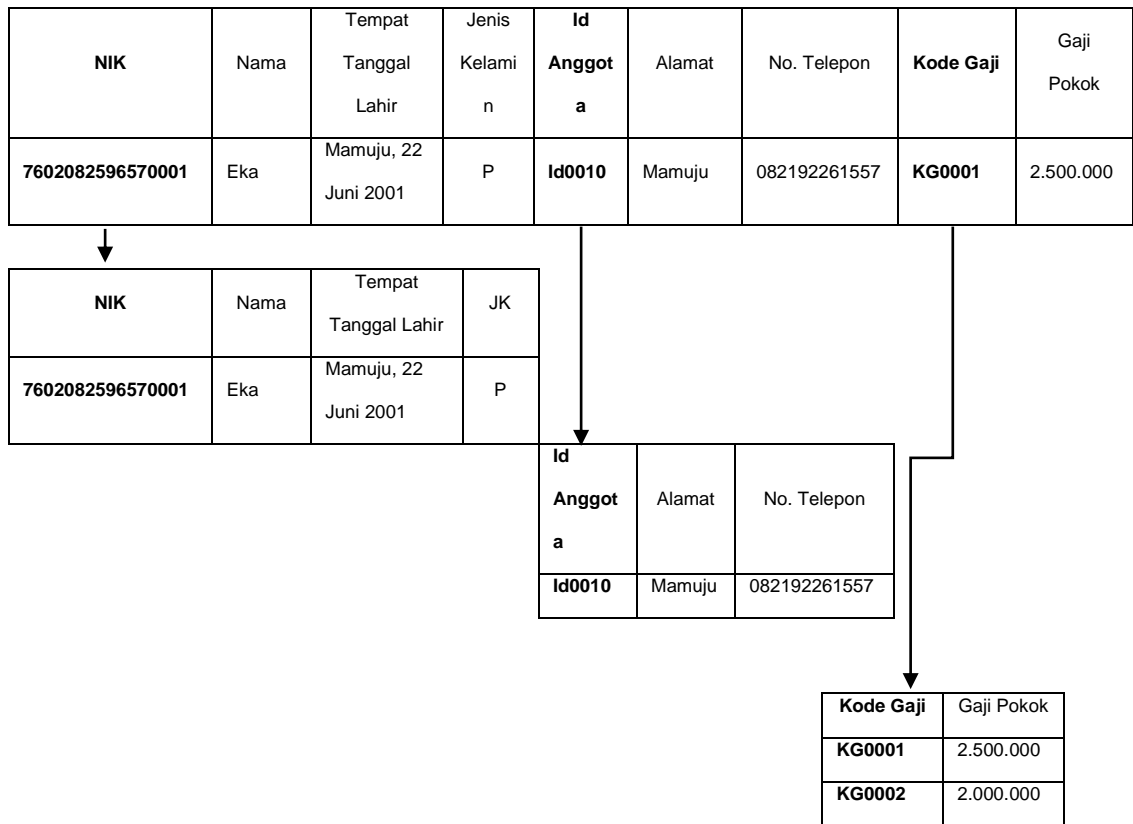 NIK
Nama
Tempat
Tanggal
Lahir
Jenis
Kelami
n
Id
Anggot
a
Alamat
No. Telepon
Kode Gaji
Gaji
Pokok
7602082596570001
Eka
Mamuju, 22
Juni 2001
P
Id0010
Mamuju
082192261557
KG0001
2.500.000
NIK
Nama
Tempat
Tanggal Lahir
JK
7602082596570001
Eka
Mamuju, 22
Juni 2001
P
Id
Anggot
a
Alamat
No. Telepon
Id0010
Mamuju
082192261557
Kode Gaji
Gaji Pokok
KG0001
2.500.000
KG0002
2.000.000